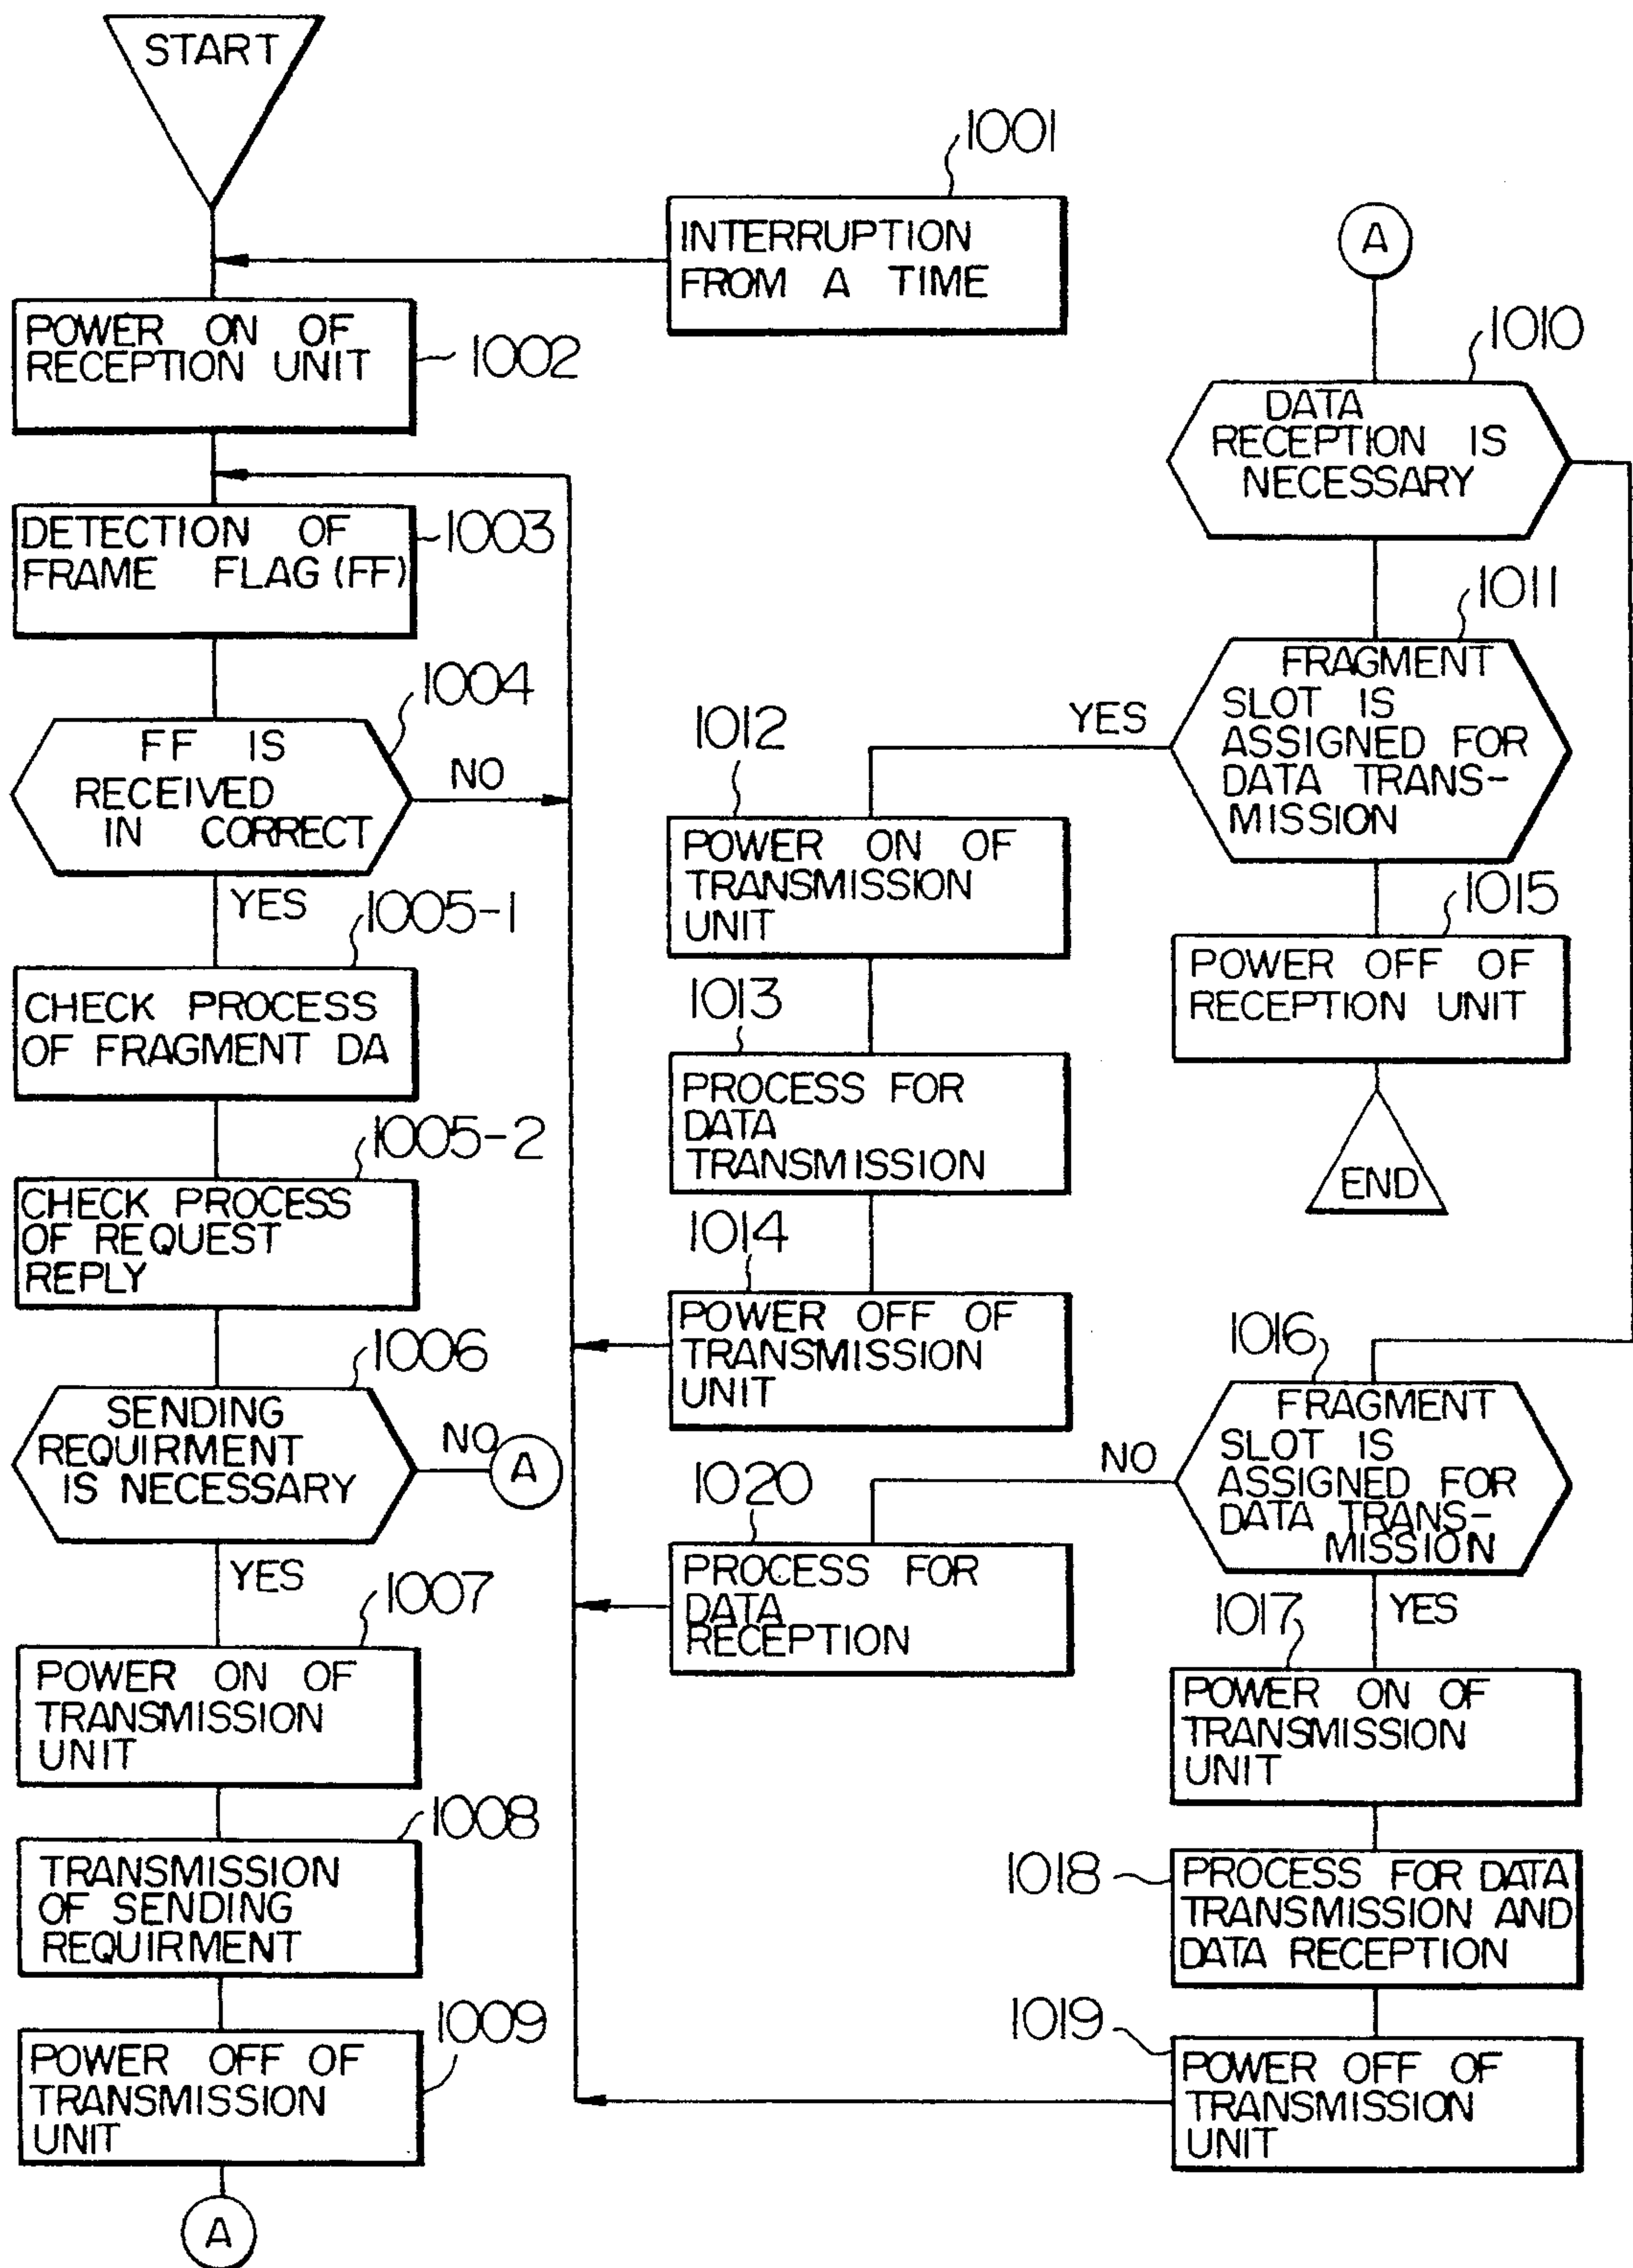 START
1001
INTERRUPTION
FROM A TIME
POWER ON OF
RECEPTION UNIT
1002
DETECTION OF
FRAME FLAG (FF)
1003
1004
FF IS
RECEIVED
IN CORRECT
NO
YES
1005-1
CHECK PROCESS
OF FRAGMENT DA
1005-2
CHECK PROCESS
OF REQUEST
REPLY
1006
SENDING
REQUIRMENT
IS NECESSARY
NO
A
YES
1007
POWER ON OF
TRANSMISSION
UNIT
1008
TRANSMISSION
OF SENDING
REQUIRMENT
1009
POWER OFF OF
TRANSMISSION
UNIT
A
1012
POWER ON OF
TRANSMISSION
UNIT
1013
PROCESS FOR
DATA
TRANSMISSION
1014
POWER OFF OF
TRANSMISSION
UNIT
1020
PROCESS FOR
DATA
RECEPTION
A
1010
DATA
RECEPTION IS
NECESSARY
1011
FRAGMENT
SLOT IS
ASSIGNED FOR
DATA TRANS-
MISSION
YES
1015
POWER OFF OF
RECEPTION UNIT
END
1016
FRAGMENT
SLOT IS
ASSIGNED FOR
DATA TRANS-
MISSION
NO
YES
1017
POWER ON OF
TRANSMISSION
UNIT
1018
PROCESS FOR DATA
TRANSMISSION AND
DATA RECEPTION
1019
POWER OFF OF
TRANSMISSION
UNIT